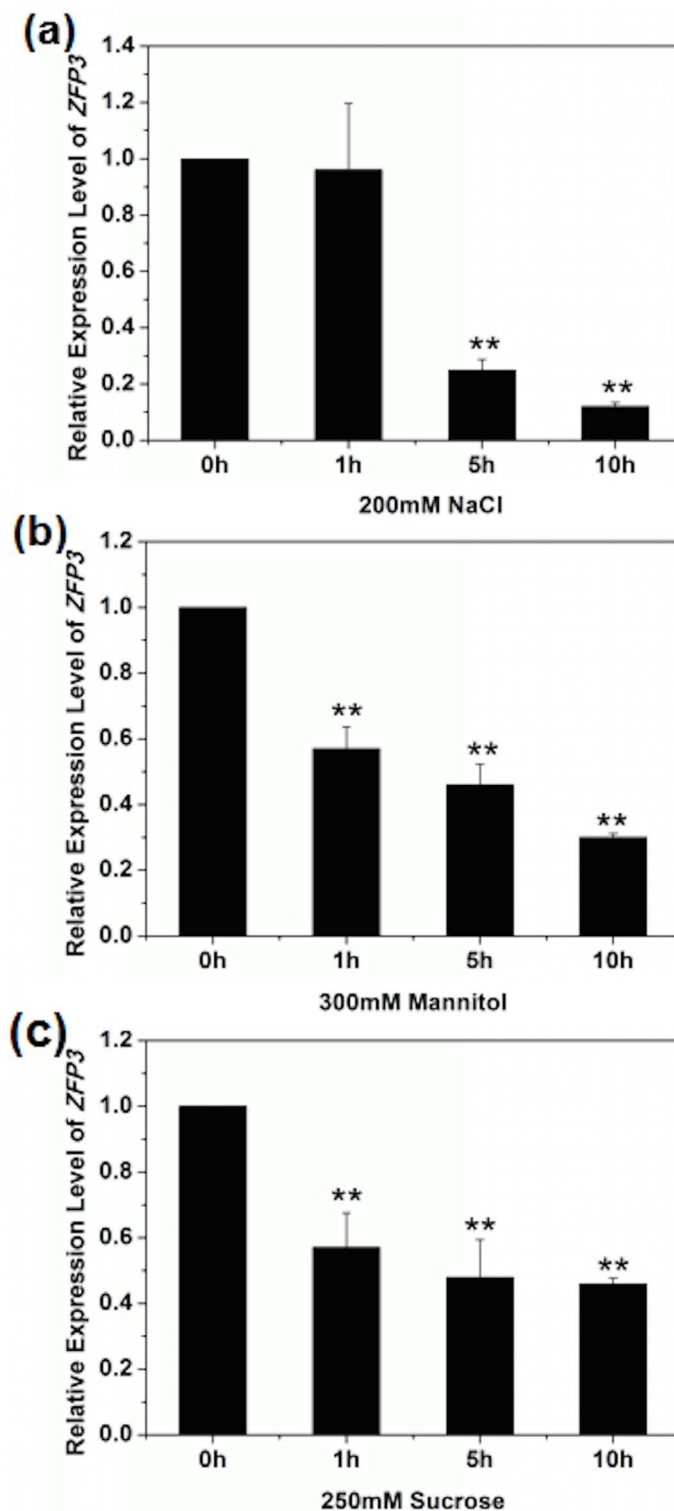 (a)
Relative Expression Level of ZFP3
1.4
1.2
1.0
0.8
0.6
0.4
0.2
0.0
** **
0h 1h 5h 10h
200mM NaCl
(b)
Relative Expression Level of ZFP3
1.2
1.0
0.8
0.6
0.4
0.2
0.0
** ** **
0h 1h 5h 10h
300mM Mannitol
(c)
Relative Expression Level of ZFP3
1.2
1.0
0.8
0.6
0.4
0.2
0.0
** ** **
0h 1h 5h 10h
250mM Sucrose